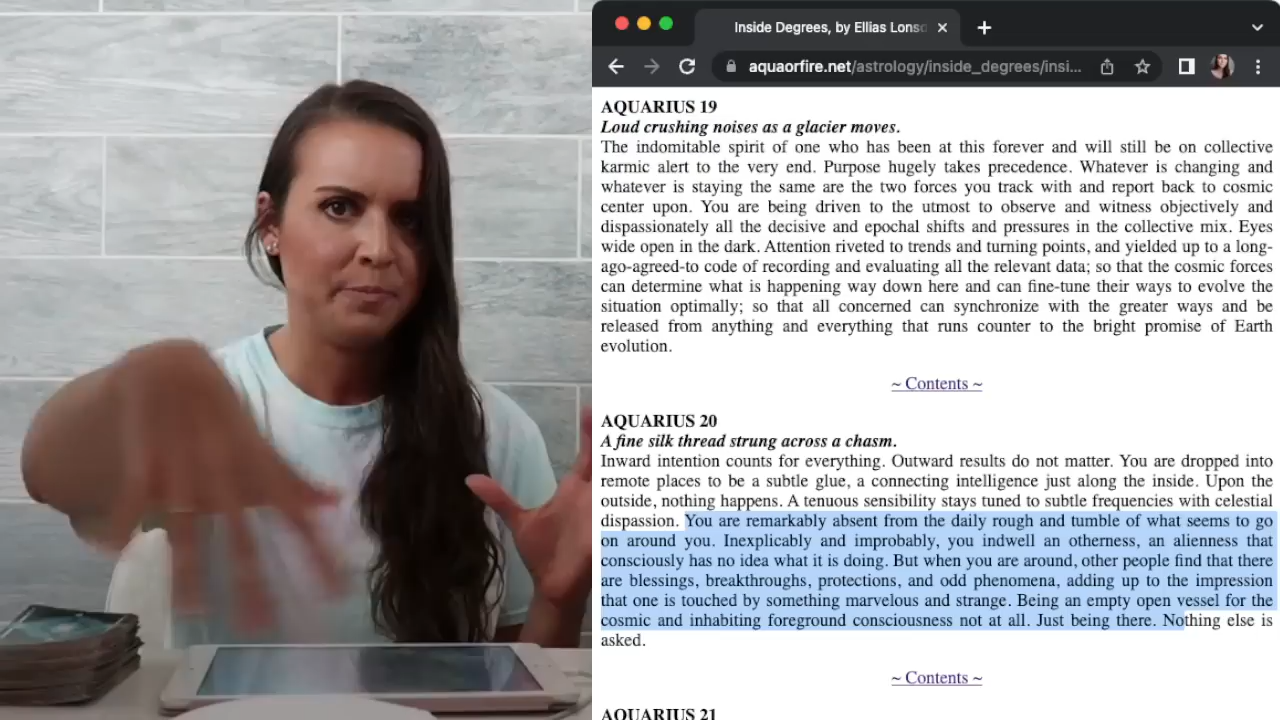 Inside Degrees, by Ellias Lonsd
aquaorfire.net/astrology/inside_degrees/insi...
AQUARIUS 19
Loud crushing noises as a glacier moves.
The indomitable spirit of one who has been at this forever and will still be on collective
karmic alert to the very end. Purpose hugely takes precedence. Whatever is changing and
whatever is staying the same are the two forces you track with and report back to cosmic
center upon. You are being driven to the utmost to observe and witness objectively and
dispassionately all the decisive and epochal shifts and pressures in the collective mix. Eyes
wide open in the dark. Attention riveted to trends and turning points, and yielded up to a long-
ago-agreed-to code of recording and evaluating all the relevant data; so that the cosmic forces
can determine what is happening way down here and can fine-tune their ways to evolve the
situation optimally; so that all concerned can synchronize with the greater ways and be
released from anything and everything that runs counter to the bright promise of Earth
evolution.
~ Contents ~
AQUARIUS 20
A fine silk thread strung across a chasm.
Inward intention counts for everything. Outward results do not matter. You are dropped into
remote places to be a subtle glue, a connecting intelligence just along the inside. Upon the
outside, nothing happens. A tenuous sensibility stays tuned to subtle frequencies with celestial
dispassion. You are remarkably absent from the daily rough and tumble of what seems to go
on around you. Inexplicably and improbably, you indwell an otherness, an alienness that
consciously has no idea what it is doing. But when you are around, other people find that there
are blessings, breakthroughs, protections, and odd phenomena, adding up to the impression
that one is touched by something marvelous and strange. Being an empty open vessel for the
cosmic and inhabiting foreground consciousness not at all. Just being there. Nothing else is
asked.
~ Contents ~
AQUARIUS 21